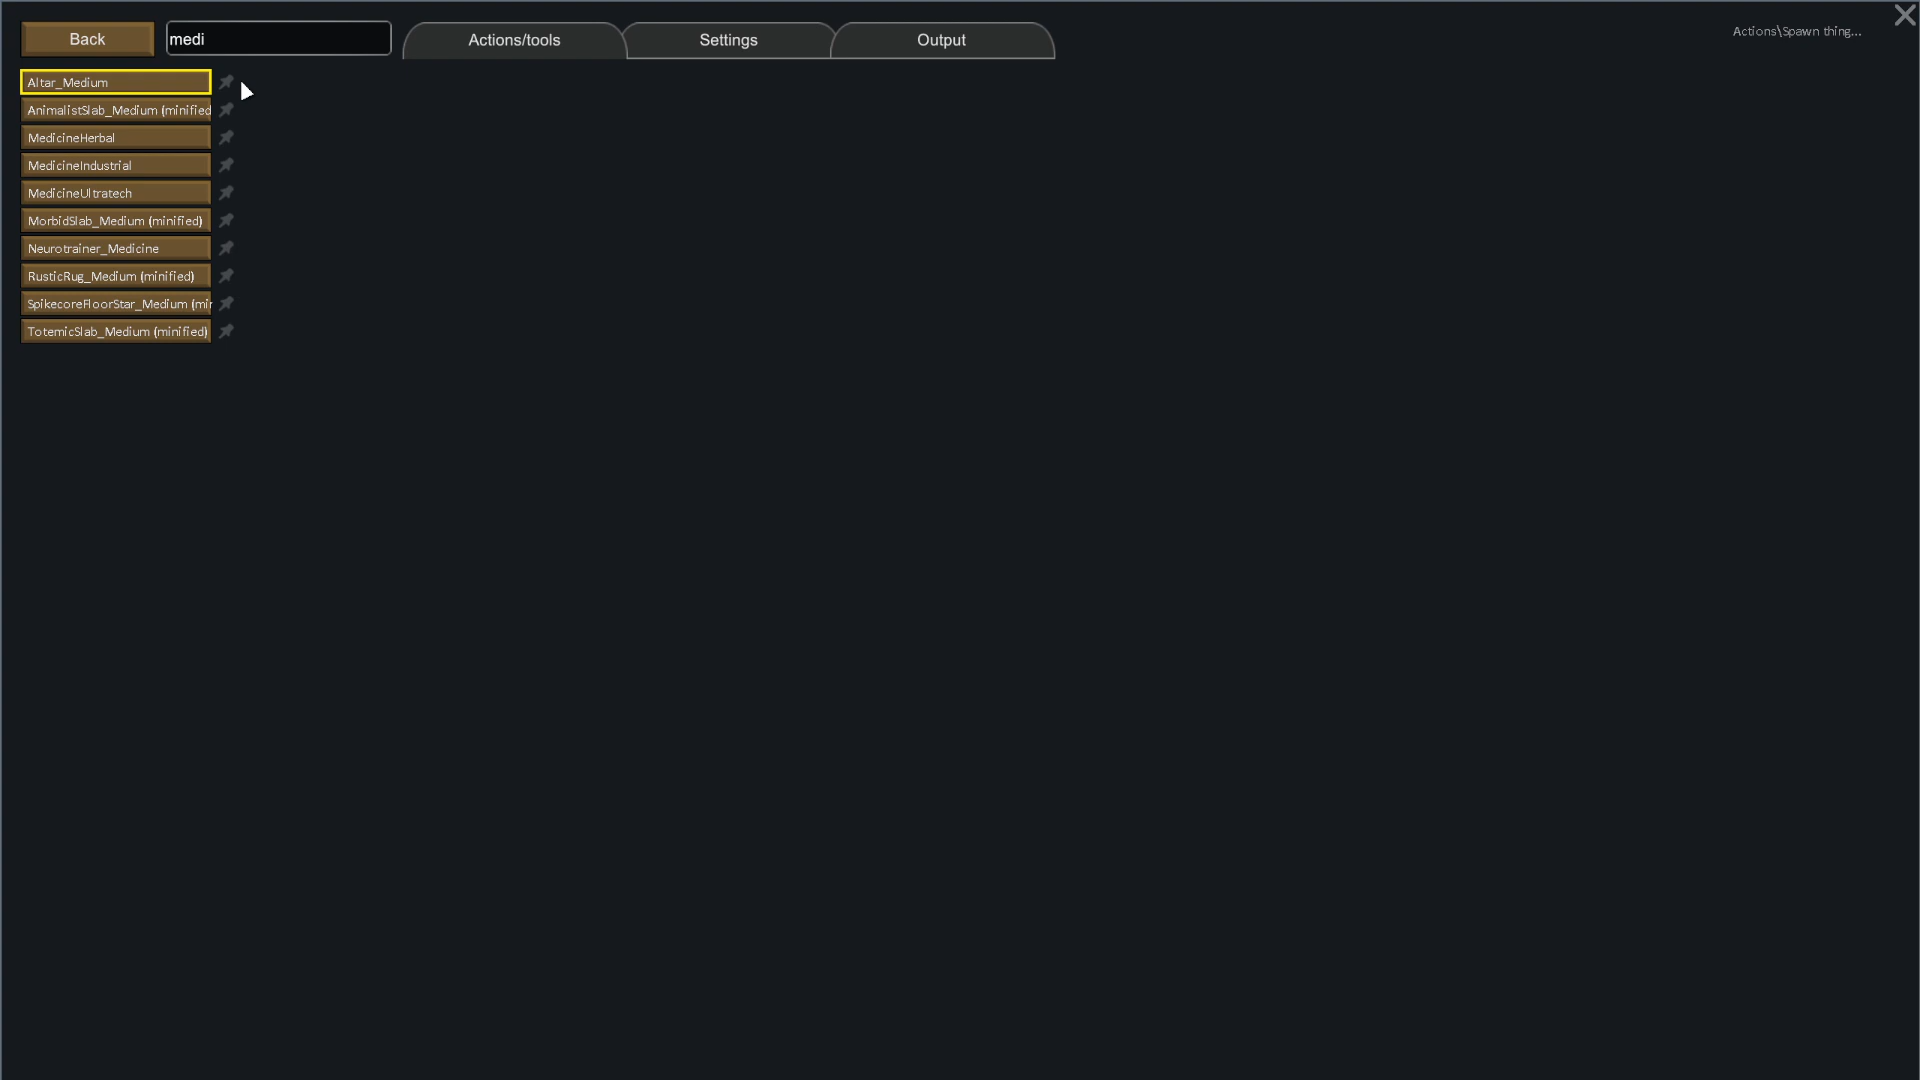 Back
medi
Actions/tools
Settings
Output
Actions\Spawn thing...
Altar_Medium
AnimalistSlab_Medium (minified
MedicineHerbal
MedicineIndustrial
MedicineUltratech
MorbidSlab_Medium (minified)
Neurotrainer_Medicine
RusticRug_Medium (minified)
SpikecoreFloorStar_Medium (mir
TotemicSlab_Medium (minified)